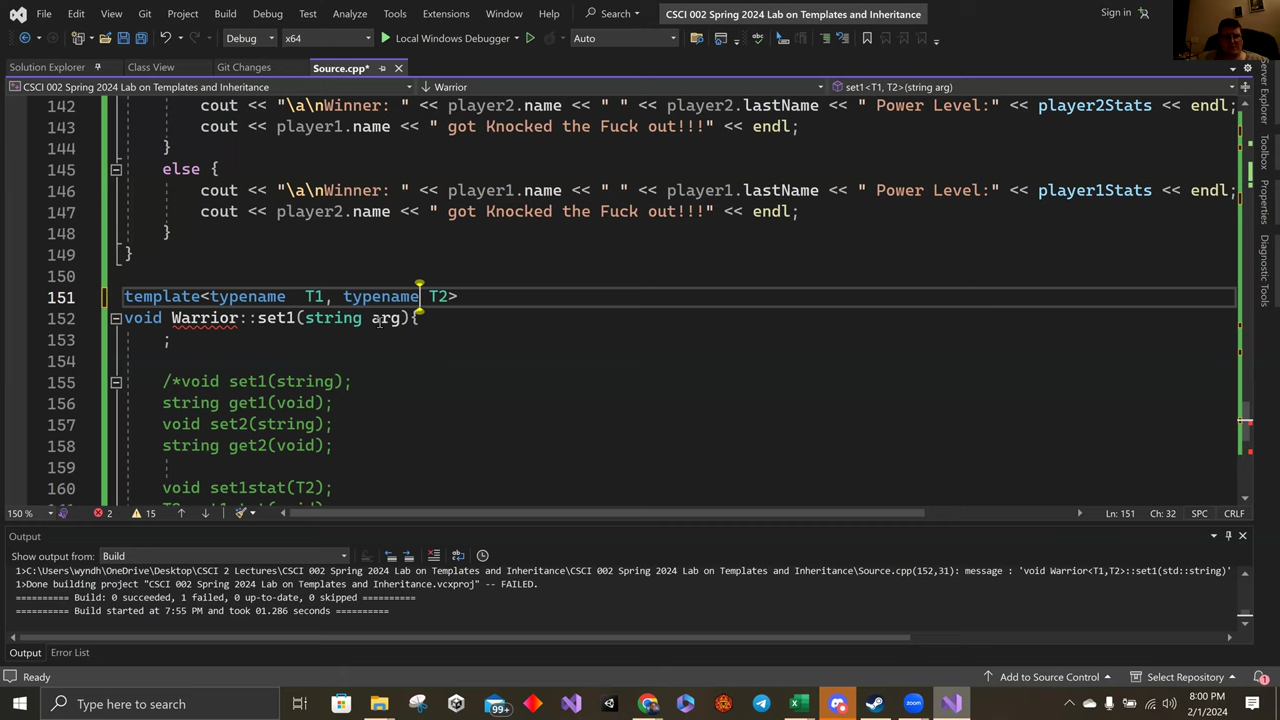 File Edit View Git Project Build Debug Test Analyze Tools Extensions Window Help Search CSCI 002 Spring 2024 Lab on Templates and Inheritance Sign in
Debug x64 Local Windows Debugger Auto
Solution Explorer Class View Git Changes Source.cpp*
CSCI 002 Spring 2024 Lab on Templates and Inheritance Warrior set1<T1, T2>(string arg)
142 cout << "\a\nWinner: " << player2.name << " " << player2.lastName << " Power Level:" << player2Stats << endl;
143 cout << player1.name << " got Knocked the Fuck out!!!" << endl;
144 }
145 else {
146 cout << "\a\nWinner: " << player1.name << " " << player1.lastName << " Power Level:" << player1Stats << endl;
147 cout << player2.name << " got Knocked the Fuck out!!!" << endl;
148 }
149 }
150
151 template<typename  T1, typename T2>
152 void Warrior::set1(string arg){
153 ;
154
155 /*void set1(string);
156 string get1(void);
157 void set2(string);
158 string get2(void);
159
160 void set1stat(T2);
150 % 2 15 Ln: 151 Ch: 32 SPC CRLF
Output
Show output from: Build
1>C:\Users\wyndh\OneDrive\Desktop\CSCI 2 Lectures\CSCI 002 Spring 2024 Lab on Templates and Inheritance\CSCI 002 Spring 2024 Lab on Templates and Inheritance\Source.cpp(152,31): message : 'void Warrior<T1,T2>::set1(std::string)'
1>Done building project "CSCI 002 Spring 2024 Lab on Templates and Inheritance.vcxproj" -- FAILED.
========== Build: 0 succeeded, 1 failed, 0 up-to-date, 0 skipped ==========
========== Build started at 7:55 PM and took 01.286 seconds ==========
Output Error List
Ready Add to Source Control Select Repository 1
Type here to search 99+ 8:00 PM
2/1/2024
Server Explorer
Toolbox
Properties
Diagnostic Tools